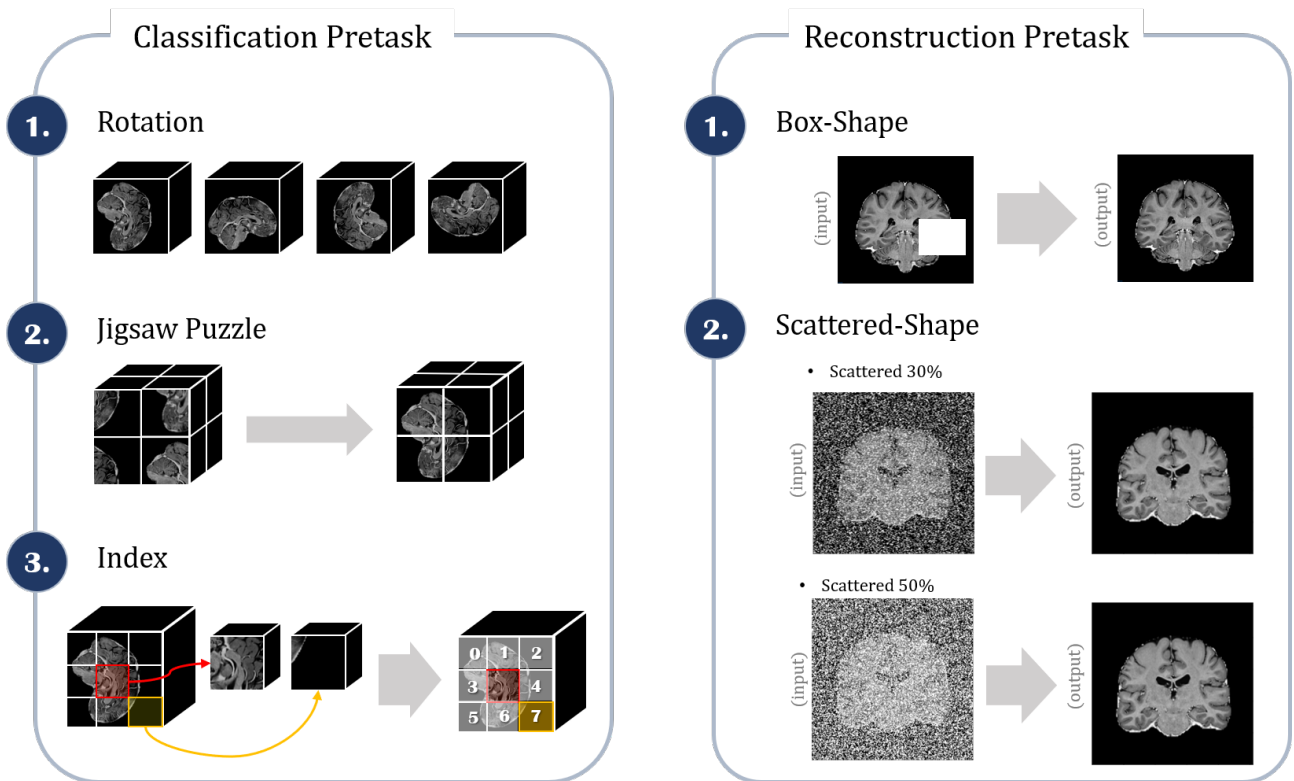 Classification Pretask
1.
Rotation
2.
Jigsaw Puzzle
3.
Index
0 1 2
3 4
5 6 7
Reconstruction Pretask
1.
Box-Shape
(input)
(output)
2.
Scattered-Shape
• Scattered 30%
(input)
(output)
• Scattered 50%
(input)
(output)